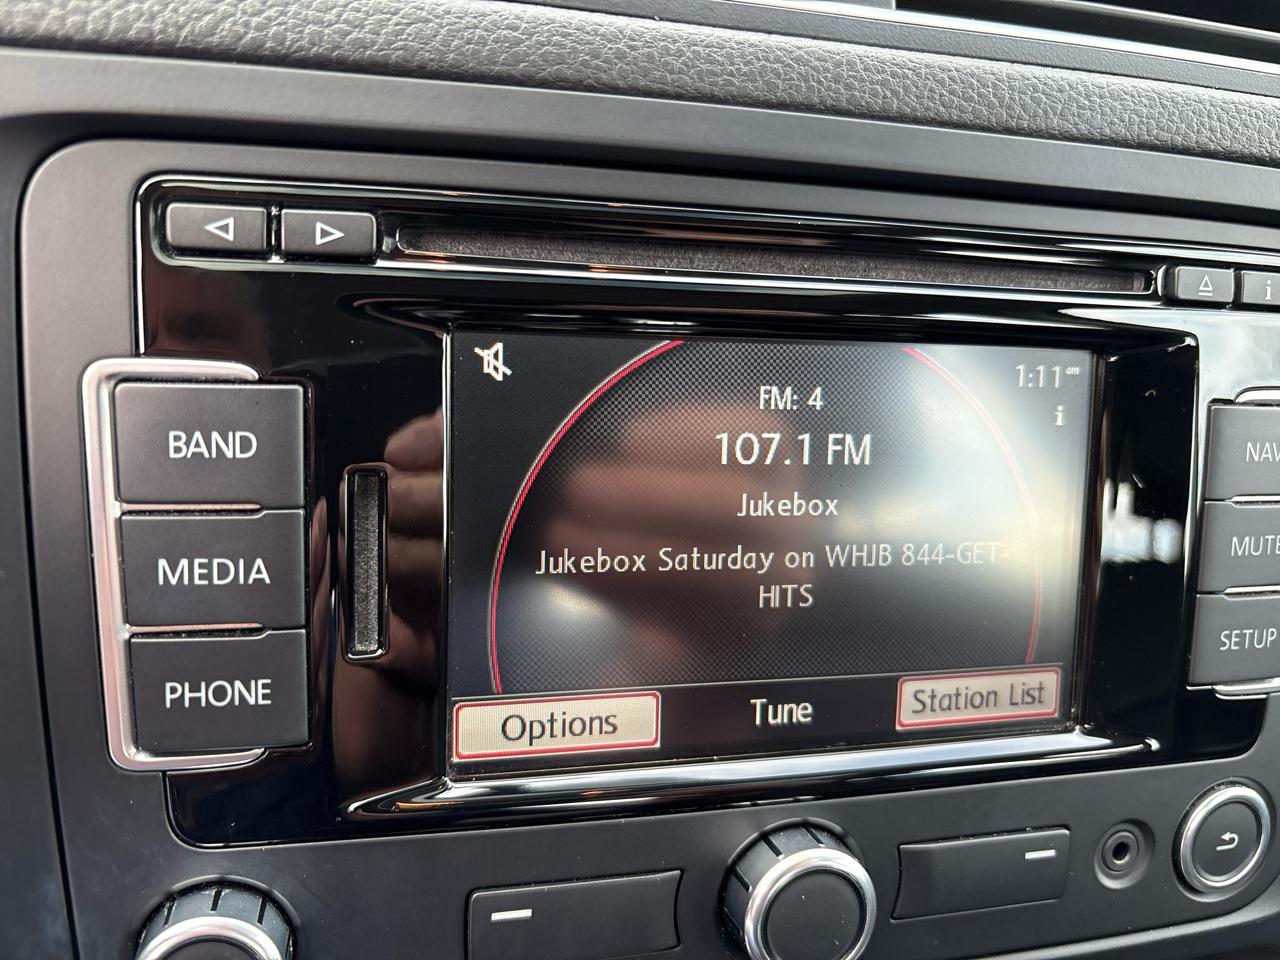 1:11am
i
FM: 4
i
107.1 FM
BAND
NAV
Jukebox
Jukebox Saturday on WHJB 844-GET-
HITS
MUTE
MEDIA
SETUP
PHONE
Options
Tune
Station List